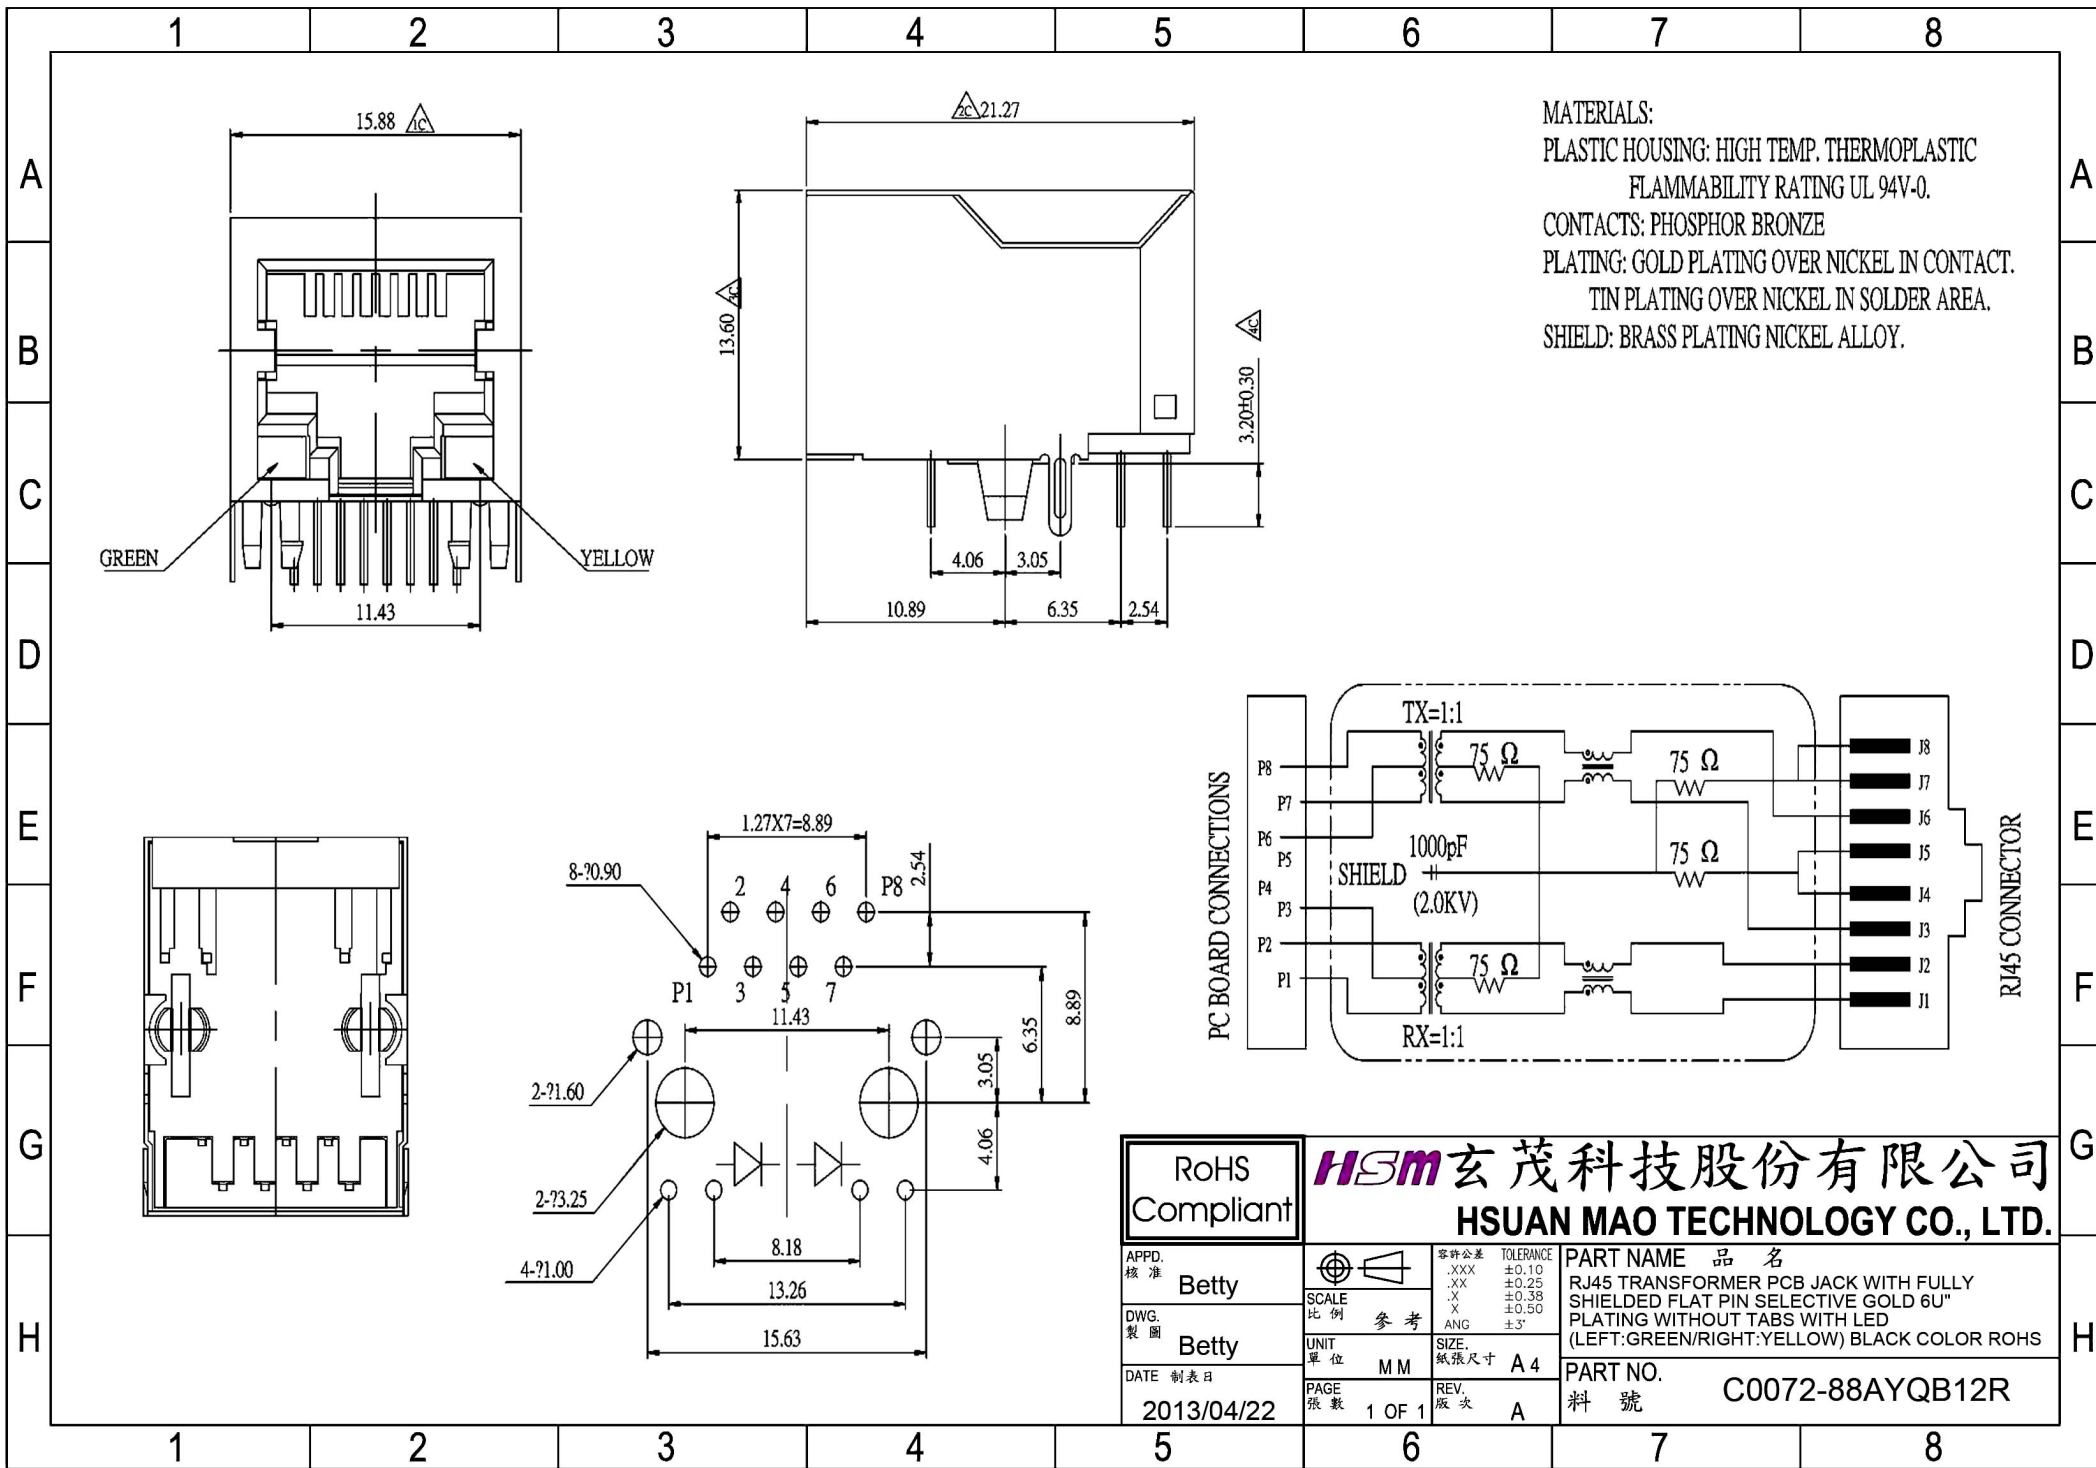 1 2 3 4 5 6 7 8
A
B
C
D
E
F
G
H
A
B
C
D
E
F
G
H
15.88 1C
GREEN
YELLOW
11.43
2C 21.27
3C
13.60
4C
3.20±0.30
4.06 3.05
10.89 6.35 2.54
MATERIALS:
PLASTIC HOUSING: HIGH TEMP. THERMOPLASTIC
FLAMMABILITY RATING UL 94V-0.
CONTACTS: PHOSPHOR BRONZE
PLATING: GOLD PLATING OVER NICKEL IN CONTACT.
TIN PLATING OVER NICKEL IN SOLDER AREA.
SHIELD: BRASS PLATING NICKEL ALLOY.
1.27X7=8.89
8-?0.90
2.54
2 4 6 P8
P1 3 5 7
11.43
8.89
6.35
3.05
4.06
2-?1.60
2-?3.25
4-?1.00
8.18
13.26
15.63
PC BOARD CONNECTIONS
P8
P7
P6
P5
P4
P3
P2
P1
TX=1:1
75 Ω
75 Ω
1000pF
SHIELD
(2.0KV)
75 Ω
75 Ω
RX=1:1
J8
J7
J6
J5
J4
J3
J2
J1
RJ45 CONNECTOR
RoHS
Compliant
HSM 玄茂科技股份有限公司
HSUAN MAO TECHNOLOGY CO., LTD.
APPD.
核准
Betty
DWG.
製圖
Betty
DATE 制表日
2013/04/22
SCALE
比例 參考
UNIT
單位 MM
PAGE
張數 1 OF 1
容許公差 TOLERANCE
.XXX ±0.10
.XX ±0.25
.X ±0.38
X ±0.50
ANG ±3°
SIZE.
紙張尺寸 A4
REV.
版次 A
PART NAME 品名
RJ45 TRANSFORMER PCB JACK WITH FULLY
SHIELDED FLAT PIN SELECTIVE GOLD 6U"
PLATING WITHOUT TABS WITH LED
(LEFT:GREEN/RIGHT:YELLOW) BLACK COLOR ROHS
PART NO.
料號 C0072-88AYQB12R
1 2 3 4 5 6 7 8